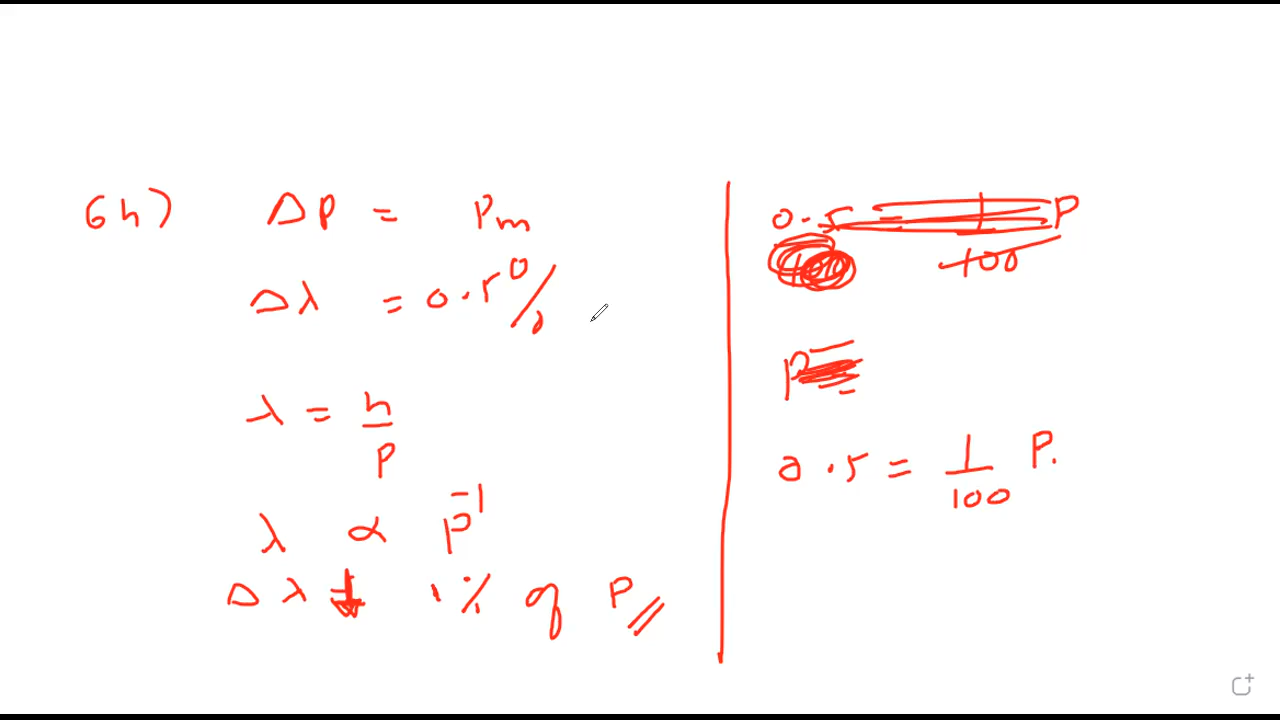 6h) ΔP = Pm
Δλ = 0.5%
λ = h/P
λ ∝ P⁻¹
Δλ 1% of P
0.5 = 1/100 P
P
0.5 = 1/100 P.